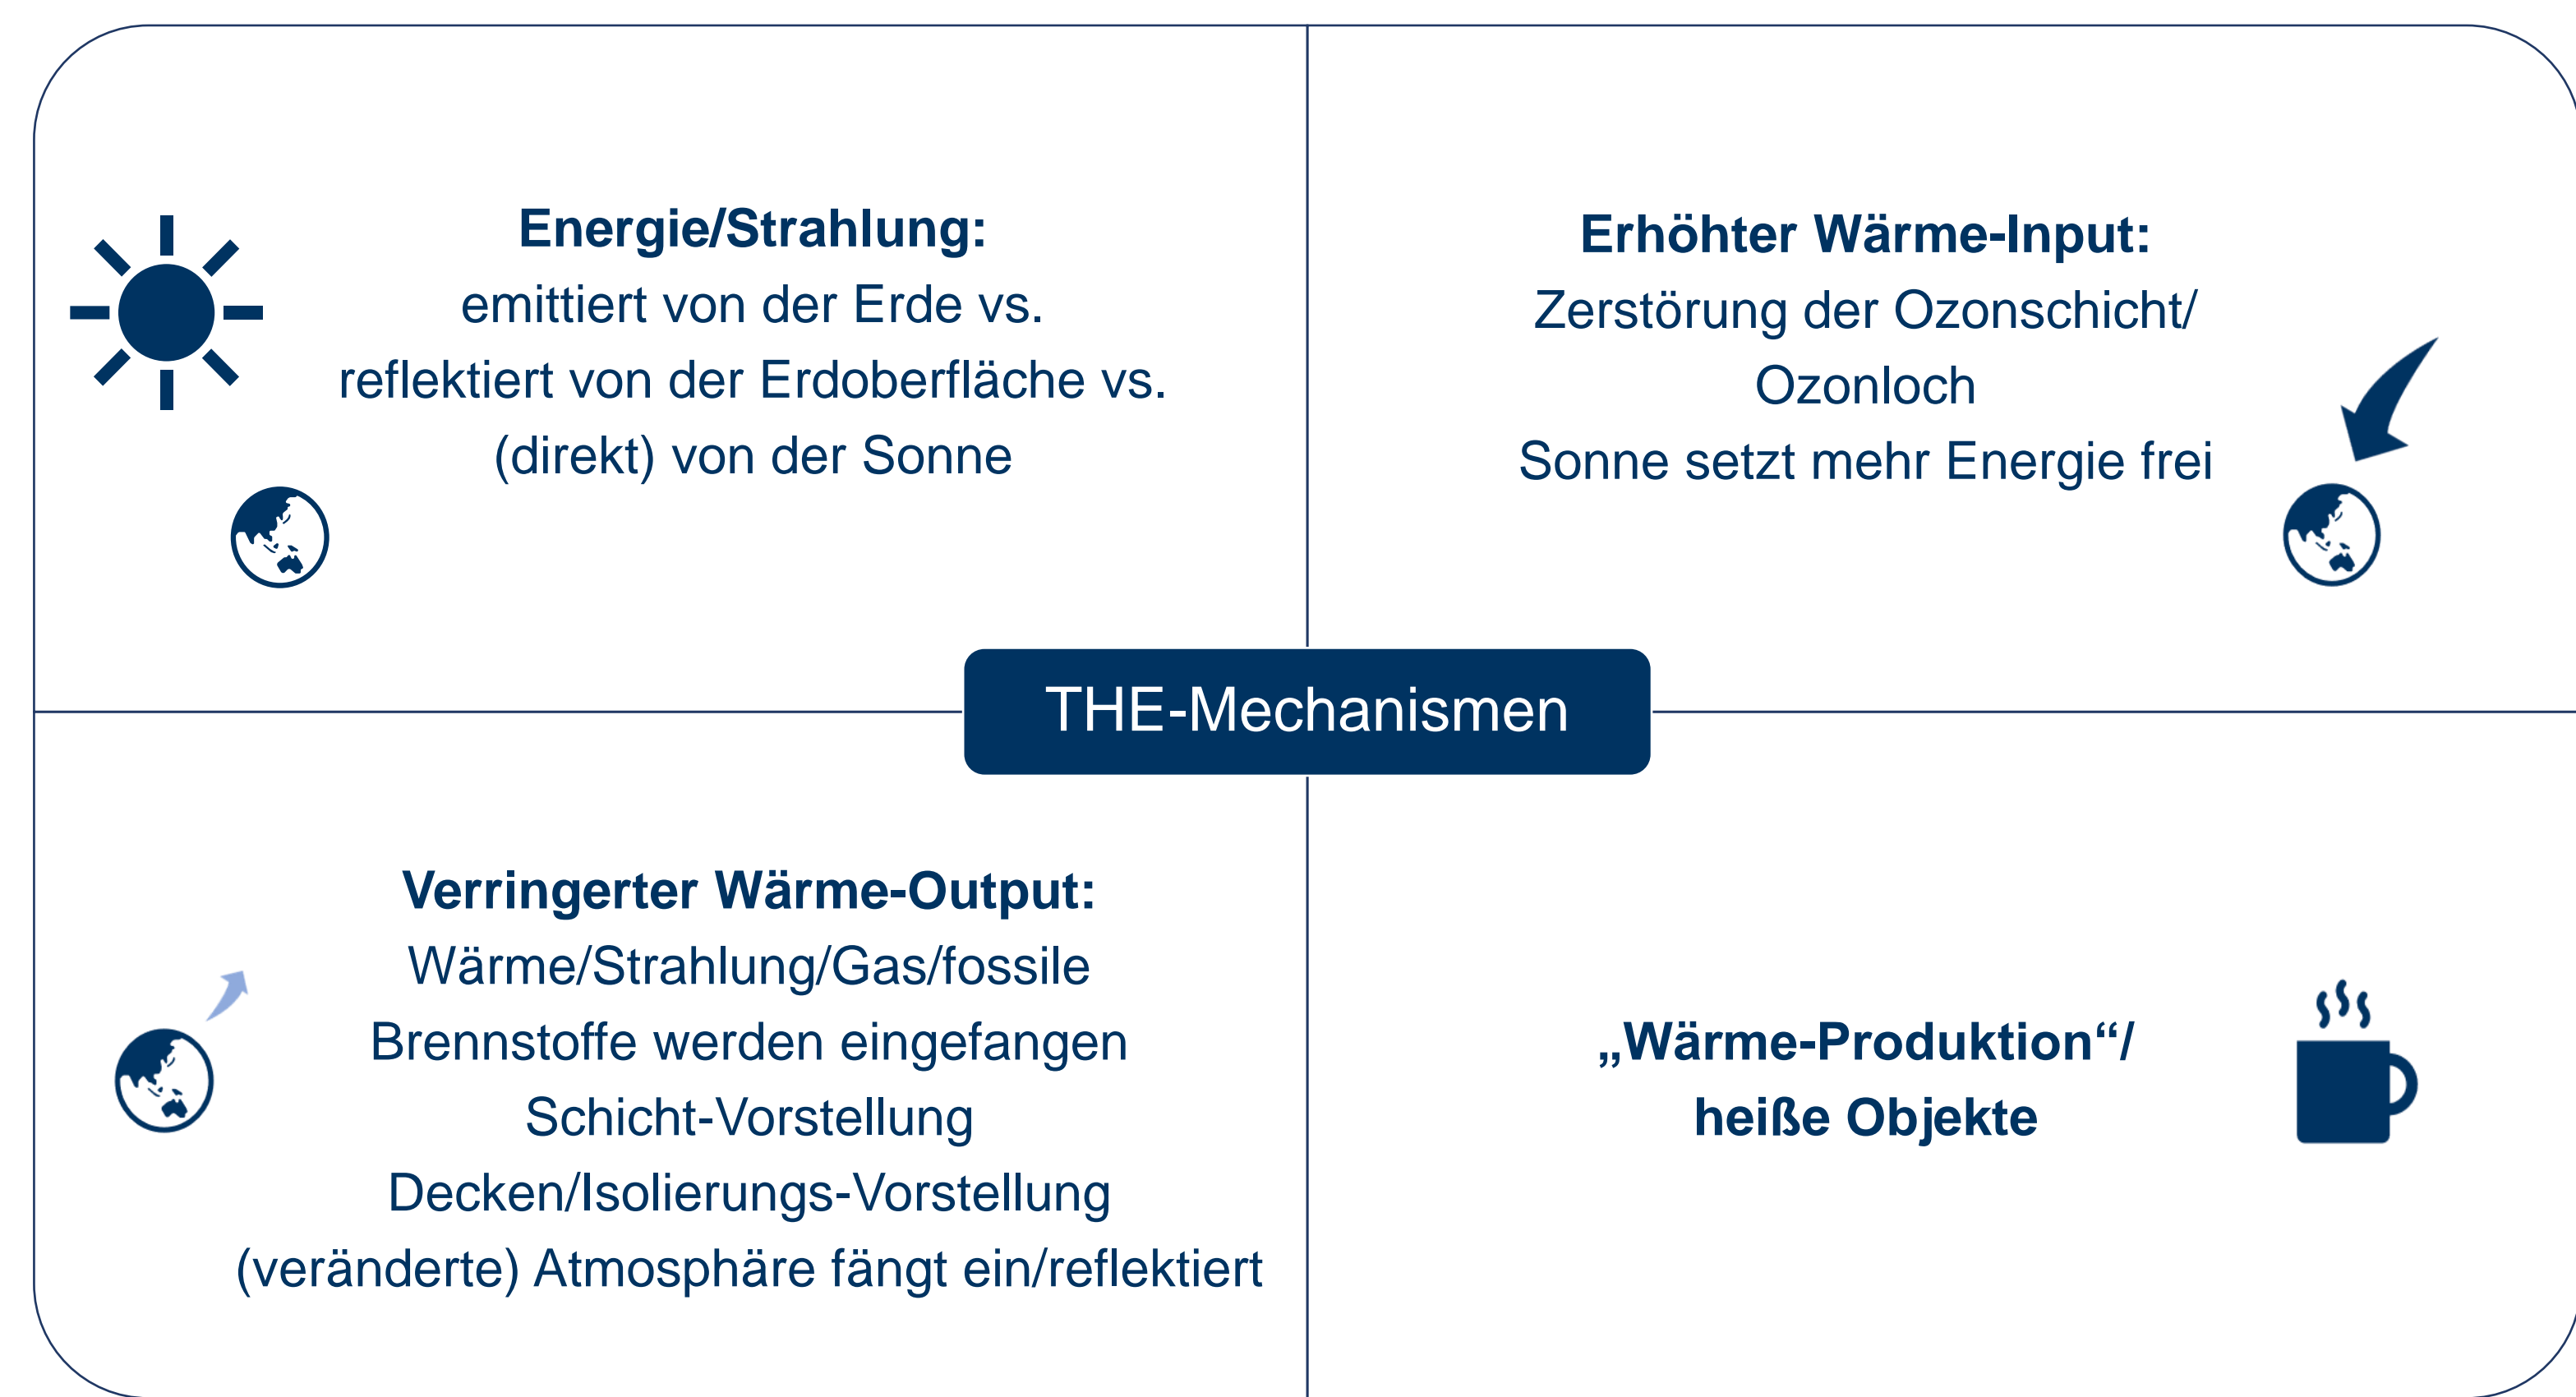 Energie/Strahlung:
emittiert von der Erde vs.
reflektiert von der Erdoberfläche vs.
(direkt) von der Sonne
Erhöhter Wärme-Input:
Zerstörung der Ozonschicht/
Ozonloch
Sonne setzt mehr Energie frei
THE-Mechanismen
Verringerter Wärme-Output:
Wärme/Strahlung/Gas/fossile
Brennstoffe werden eingefangen
Schicht-Vorstellung
Decken/Isolierungs-Vorstellung
(veränderte) Atmosphäre fängt ein/reflektiert
„Wärme-Produktion“/
heiße Objekte